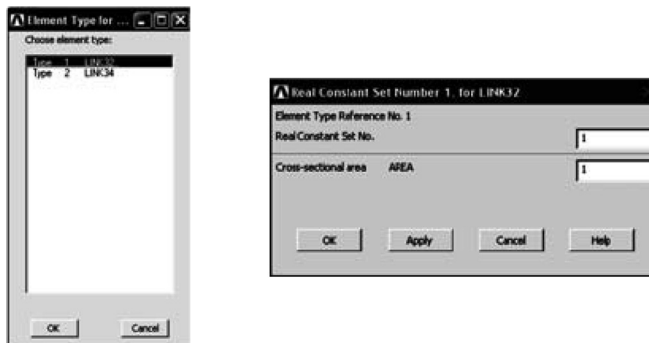 Element Type for ...
Choose element type:
Type 1 LINK32
Type 2 LINK34
OK Cancel
Real Constant Set Number 1, for LINK32
Element Type Reference No. 1
Real Constant Set No. 1
Cross-sectional area AREA 1
OK Apply Cancel Help